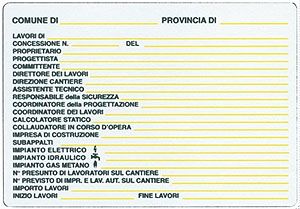 COMUNE DI PROVINCIA DI
LAVORI DI
CONCESSIONE N. DEL
PROPRIETARIO
PROGETTISTA
COMMITTENTE
DIRETTORE DEI LAVORI
DIREZIONE CANTIERE
ASSISTENTE TECNICO
RESPONSABILE della SICUREZZA
COORDINATORE della PROGETTAZIONE
COORDINATORE DEI LAVORI
CALCOLATORE STATICO
COLLAUDATORE IN CORSO D'OPERA
IMPRESA DI COSTRUZIONE
SUBAPPALTI
IMPIANTO ELETTRICO
IMPIANTO IDRAULICO
IMPIANTO GAS METANO
N° PRESUNTO DI LAVORATORI SUL CANTIERE
N° PREVISTO DI IMPR. E LAV. AUT. SUL CANTIERE
IMPORTO LAVORI
INIZIO LAVORI FINE LAVORI